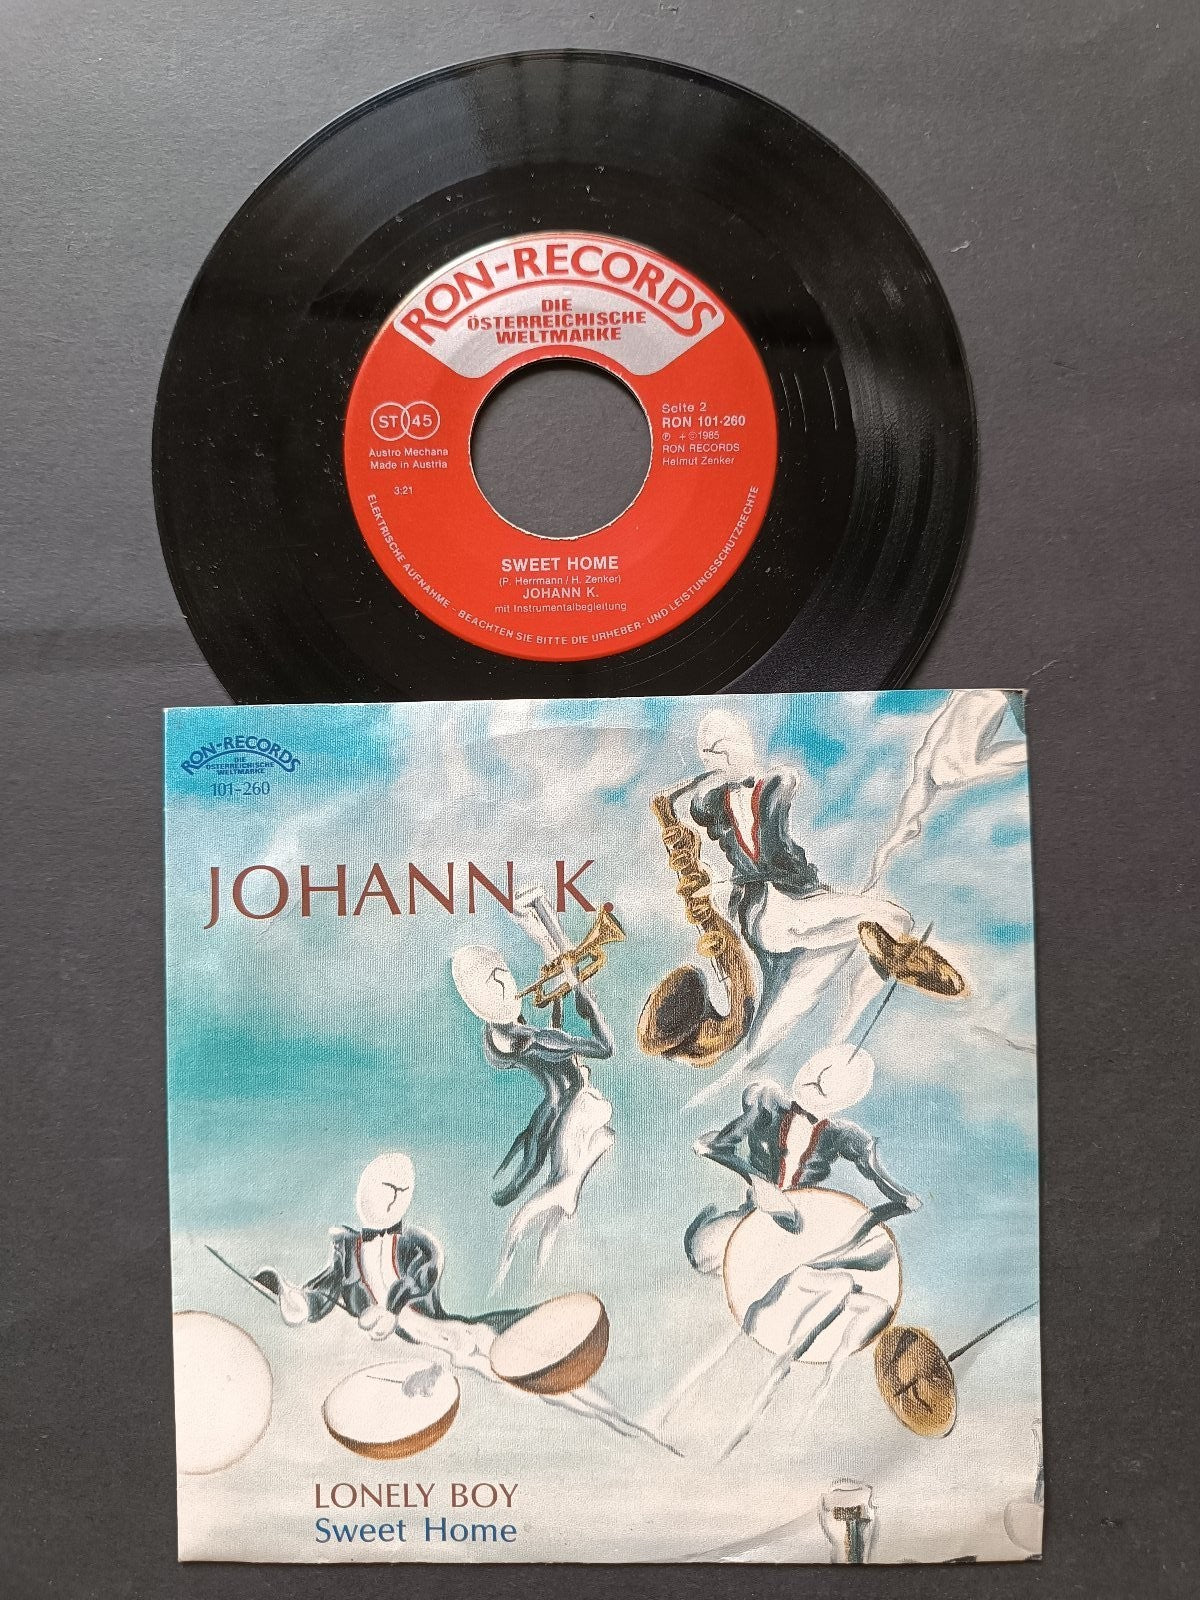 RON-RECORDS
DIE
ÖSTERREICHISCHE
WELTMARKE
ST 45
Austro Mechana
Made in Austria
3:21
Seite 2
RON 101-260
Ⓟ + ©1985
RON RECORDS
Helmut Zenker
SWEET HOME
(P. Herrmann / H. Zenker)
JOHANN K.
mit Instrumentalbegleitung
ELEKTRISCHE AUFNAHME - BEACHTEN SIE BITTE DIE URHEBER- UND LEISTUNGSSCHUTZRECHTE
RON-RECORDS
DIE
ÖSTERREICHISCHE
WELTMARKE
101-260
JOHANN K.
LONELY BOY
Sweet Home